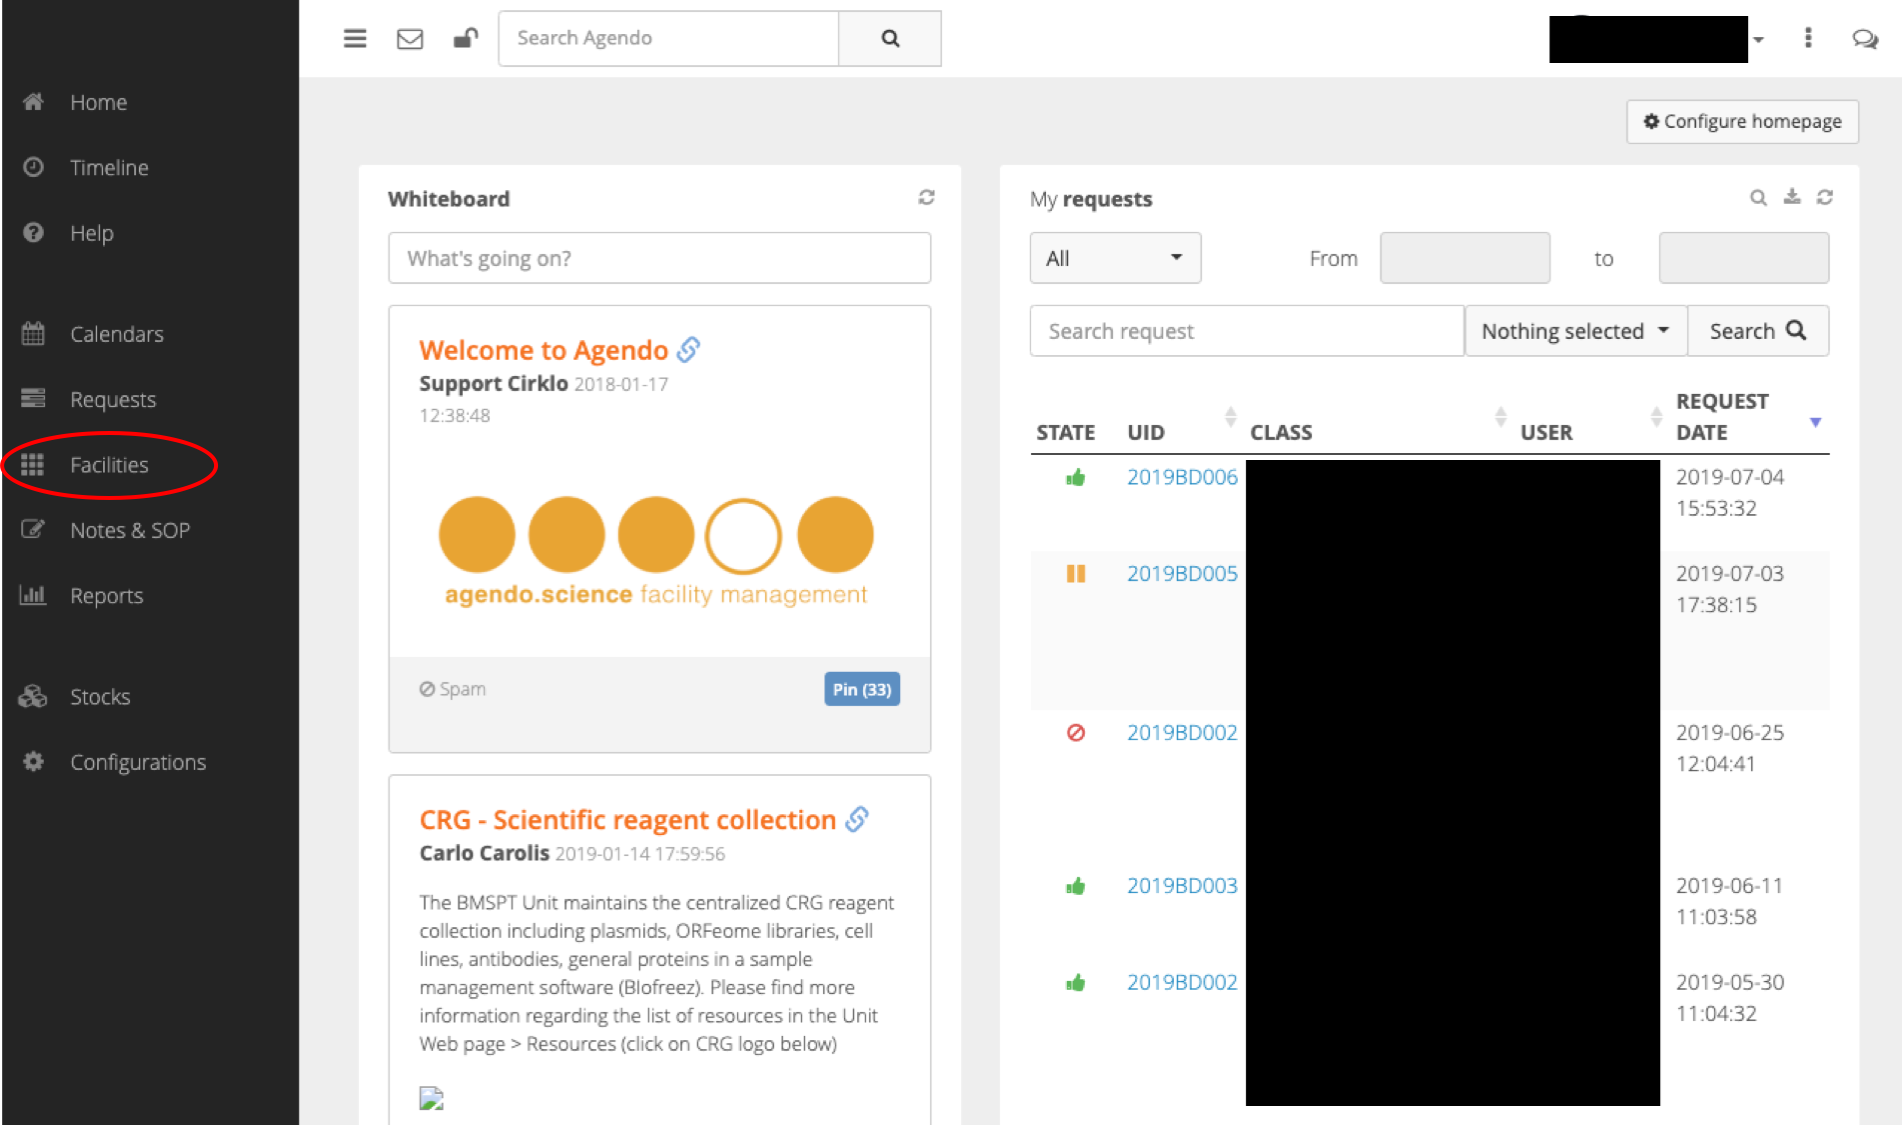 Search Agendo
Home
Timeline
Help
Calendars
Requests
Facilities
Notes & SOP
Reports
Stocks
Configurations
Configure homepage
Whiteboard
What's going on?
Welcome to Agendo
Support Cirklo 2018-01-17
12:38:48
agendo.science facility management
Spam
Pin (33)
CRG - Scientific reagent collection
Carlo Carolis 2019-01-14 17:59:56
The BMSPT Unit maintains the centralized CRG reagent
collection including plasmids, ORFeome libraries, cell
lines, antibodies, general proteins in a sample
management software (BIofreez). Please find more
information regarding the list of resources in the Unit
Web page > Resources (click on CRG logo below)
My requests
All From to
Search request Nothing selected Search
STATE UID CLASS USER REQUEST
DATE
2019BD006 2019-07-04
15:53:32
2019BD005 2019-07-03
17:38:15
2019BD002 2019-06-25
12:04:41
2019BD003 2019-06-11
11:03:58
2019BD002 2019-05-30
11:04:32